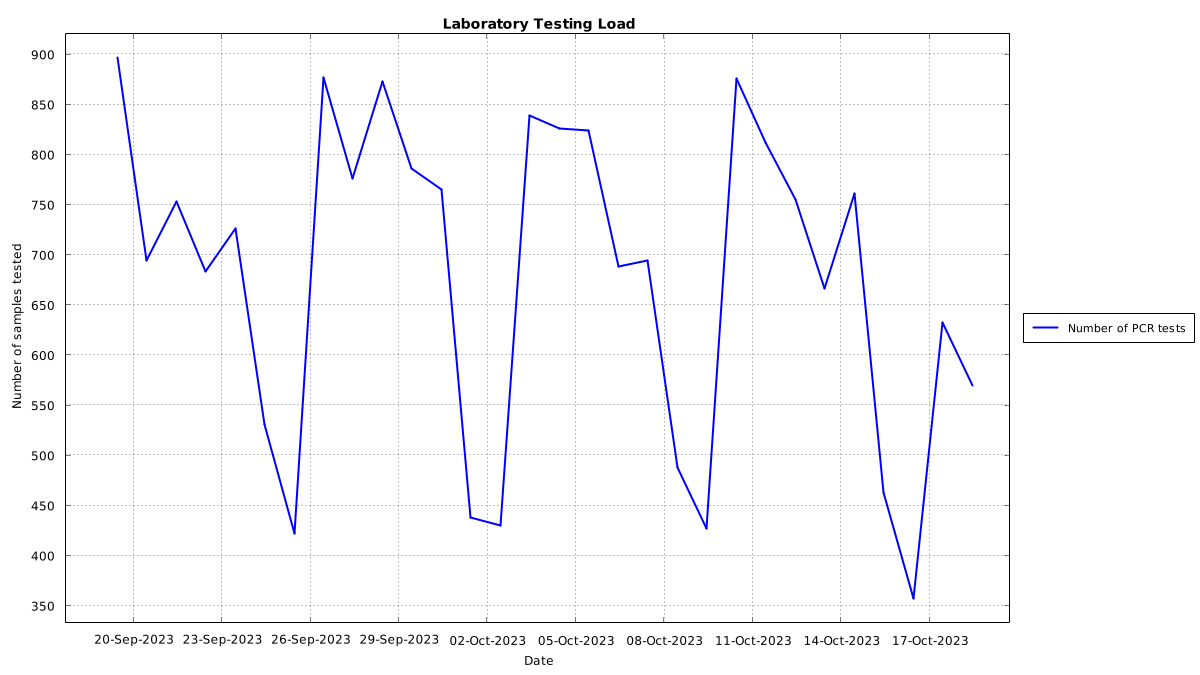 Laboratory Testing Load
900
850
800
750
700
650
600
550
500
450
400
350
Number of samples tested
20-Sep-2023 23-Sep-2023 26-Sep-2023 29-Sep-2023 02-Oct-2023 05-Oct-2023 08-Oct-2023 11-Oct-2023 14-Oct-2023 17-Oct-2023
Date
Number of PCR tests